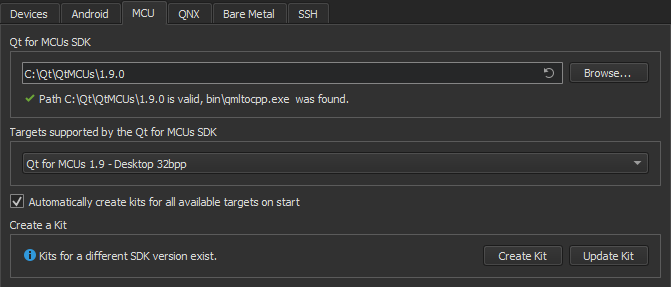 Devices Android MCU QNX Bare Metal SSH
Qt for MCUs SDK
C:\Qt\QtMCUs\1.9.0 Browse...
Path C:\Qt\QtMCUs\1.9.0 is valid, bin\qmltocpp.exe was found.
Targets supported by the Qt for MCUs SDK
Qt for MCUs 1.9 - Desktop 32bpp
Automatically create kits for all available targets on start
Create a Kit
Kits for a different SDK version exist. Create Kit Update Kit